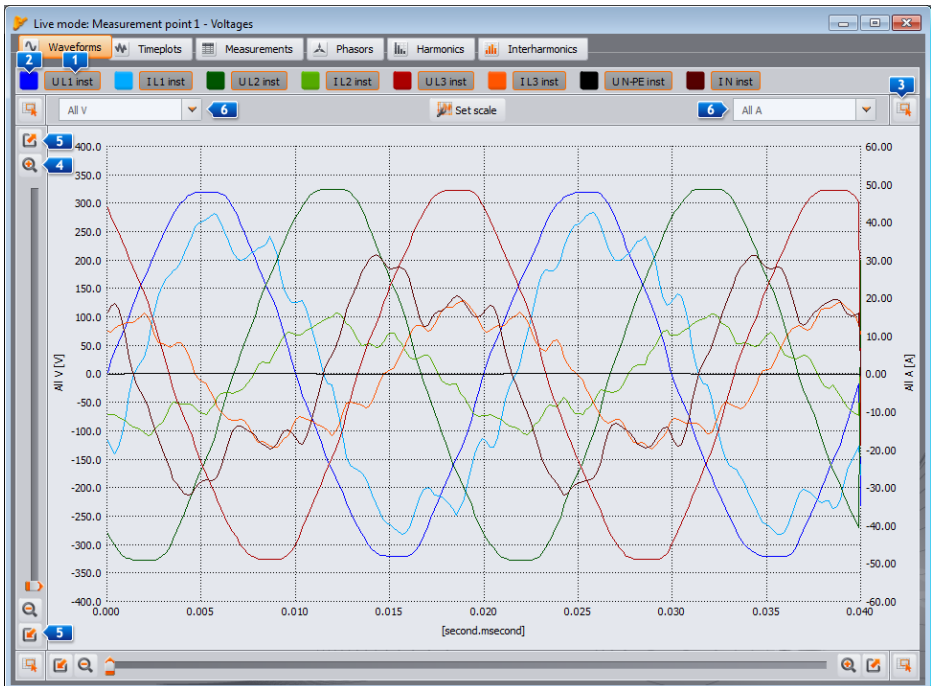 Live mode: Measurement point 1 - Voltages
Waveforms Timeplots Measurements Phasors Harmonics Interharmonics
2 1
U L1 inst I L1 inst U L2 inst I L2 inst U L3 inst I L3 inst U N-PE inst I N inst
3
All V 6 Set scale 6 All A
5
4
400.0 60.00
350.0
300.0 50.00
250.0 40.00
200.0 30.00
150.0
100.0 20.00
50.0 10.00
0.0 0.00
-50.0 -10.00
-100.0
-150.0 -20.00
-200.0 -30.00
-250.0 -40.00
-300.0
-350.0 -50.00
-400.0 -60.00
All V [V]
All A [A]
0.000 0.005 0.010 0.015 0.020 0.025 0.030 0.035 0.040
[second.msecond]
5